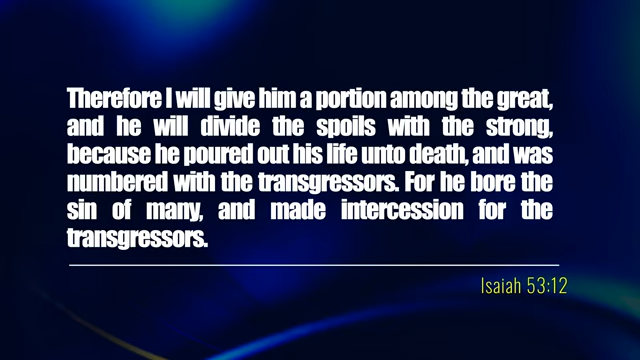 Therefore I will give him a portion among the great,
and he will divide the spoils with the strong,
because he poured out his life unto death, and was
numbered with the transgressors. For he bore the
sin of many, and made intercession for the
transgressors.
Isaiah 53:12